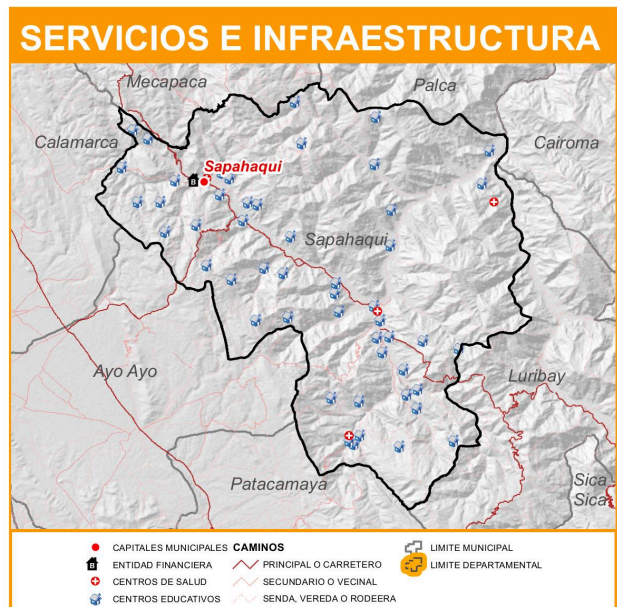 SERVICIOS E INFRAESTRUCTURA
Mecapaca
Palca
Calamarca
Cairoma
Sapahaqui
B
Sapahaqui
Ayo Ayo
Luribay
Patacamaya
Sica
Sica
CAPITALES MUNICIPALES
B ENTIDAD FINANCIERA
CENTROS DE SALUD
CENTROS EDUCATIVOS
CAMINOS
PRINCIPAL O CARRETERO
SECUNDARIO O VECINAL
SENDA, VEREDA O RODEERA
LIMITE MUNICIPAL
LIMITE DEPARTAMENTAL